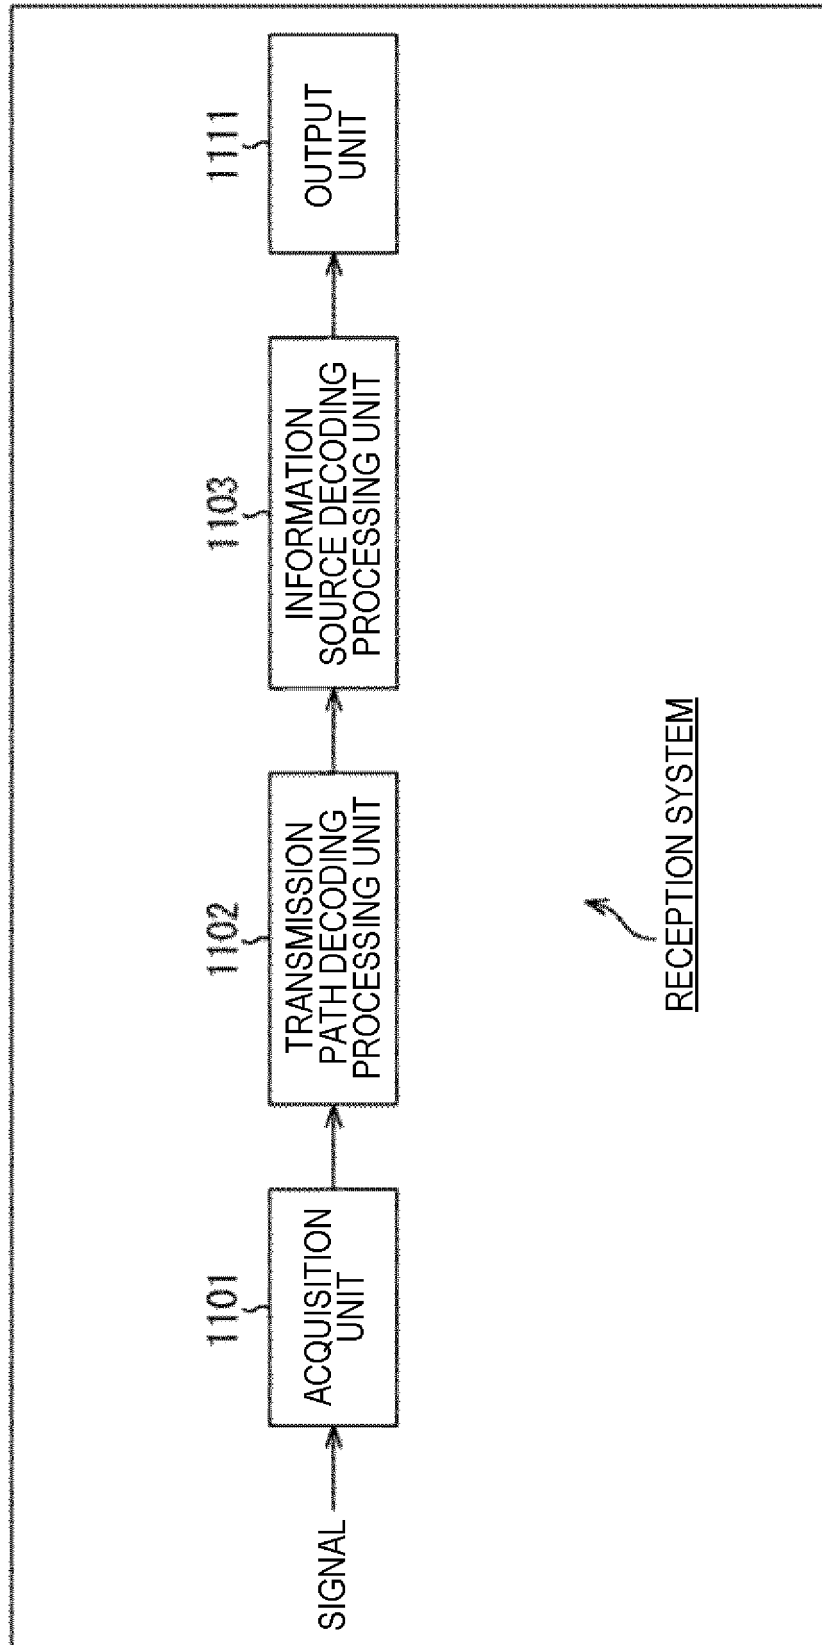 SIGNAL
1101
ACQUISITION
UNIT
1102
TRANSMISSION
PATH DECODING
PROCESSING UNIT
1103
INFORMATION
SOURCE DECODING
PROCESSING UNIT
1111
OUTPUT
UNIT
RECEPTION SYSTEM